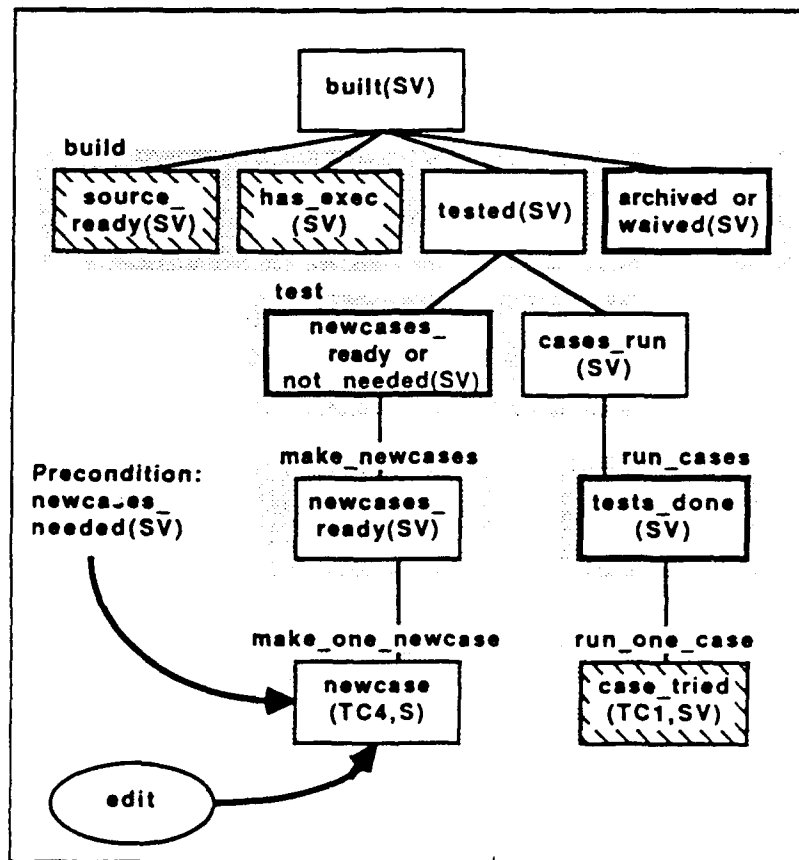 built(SV)
build
source_
ready(SV)
has_exec
(SV)
tested(SV)
archived or
waived(SV)
test
newcases_
ready or
not needed(SV)
cases_run
(SV)
make_newcases
run_cases
Precondition:
newcases_
needed(SV)
newcases_
ready(SV)
tests_done
(SV)
make_one_newcase
run_one_case
newcase
(TC4,S)
case_tried
(TC1,SV)
edit